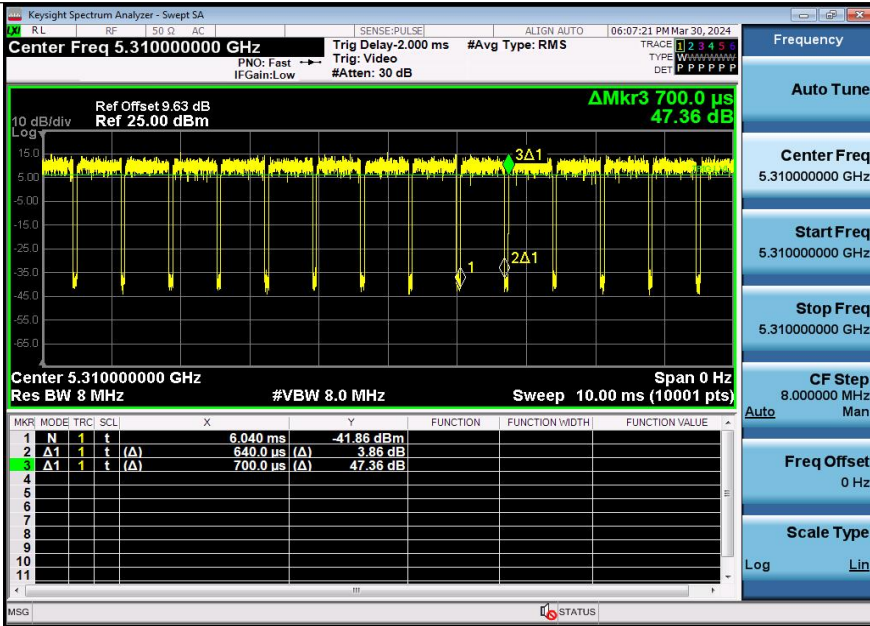 Keysight Spectrum Analyzer - Swept SA
LXI RL RF 50 Ω AC SENSE:PULSE ALIGN AUTO 06:07:21 PM Mar 30, 2024
Center Freq 5.310000000 GHz
PNO: Fast
IFGain:Low
Trig Delay-2.000 ms
Trig: Video
#Atten: 30 dB
#Avg Type: RMS
TRACE 1 2 3 4 5 6
TYPE WWWWWW
DET P P P P P P
Ref Offset 9.63 dB
10 dB/div Ref 25.00 dBm
Log
ΔMkr3 700.0 µs
47.36 dB
15.0
5.00
-5.00
-15.0
-25.0
-35.0
-45.0
-55.0
-65.0
3Δ1
1
2Δ1
Center 5.310000000 GHz Span 0 Hz
Res BW 8 MHz #VBW 8.0 MHz Sweep 10.00 ms (10001 pts)
MKR MODE TRC SCL X Y FUNCTION FUNCTION WIDTH FUNCTION VALUE
1 N 1 t 6.040 ms -41.86 dBm
2 Δ1 1 t (Δ) 640.0 µs (Δ) 3.86 dB
3 Δ1 1 t (Δ) 700.0 µs (Δ) 47.36 dB
4
5
6
7
8
9
10
11
MSG STATUS
Frequency
Auto Tune
Center Freq
5.310000000 GHz
Start Freq
5.310000000 GHz
Stop Freq
5.310000000 GHz
CF Step
8.000000 MHz
Auto Man
Freq Offset
0 Hz
Scale Type
Log Lin